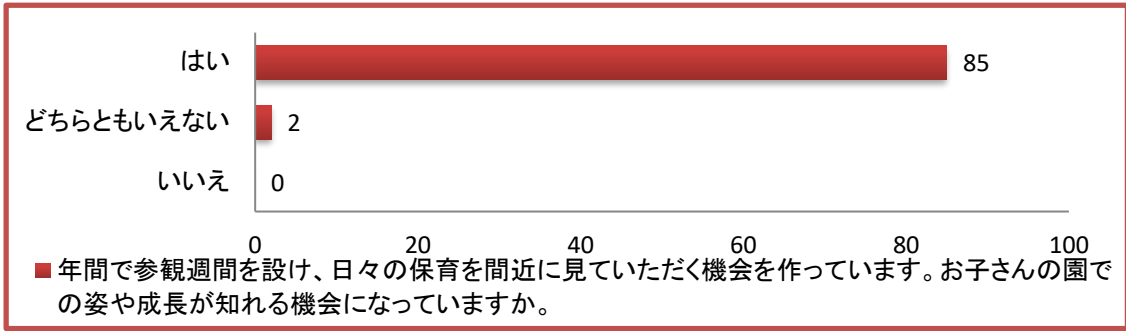 はい 85
どちらともいえない 2
いいえ 0
0 20 40 60 80 100
年間で参観週間を設け、日々の保育を間近に見ていただく機会を作っています。お子さんの園で
の姿や成長が知れる機会になっていますか。